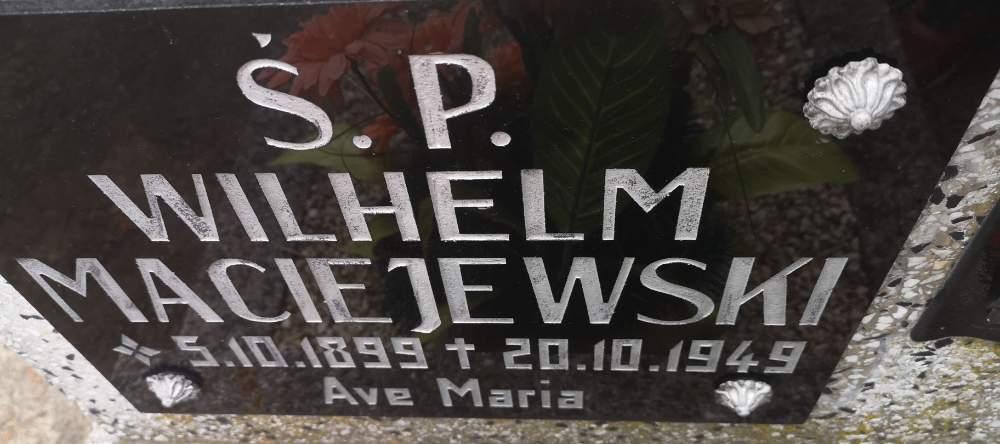 Ś.P.
WILHELM
MACIEJEWSKI
* 5.10.1899 † 20.10.1949
Ave Maria